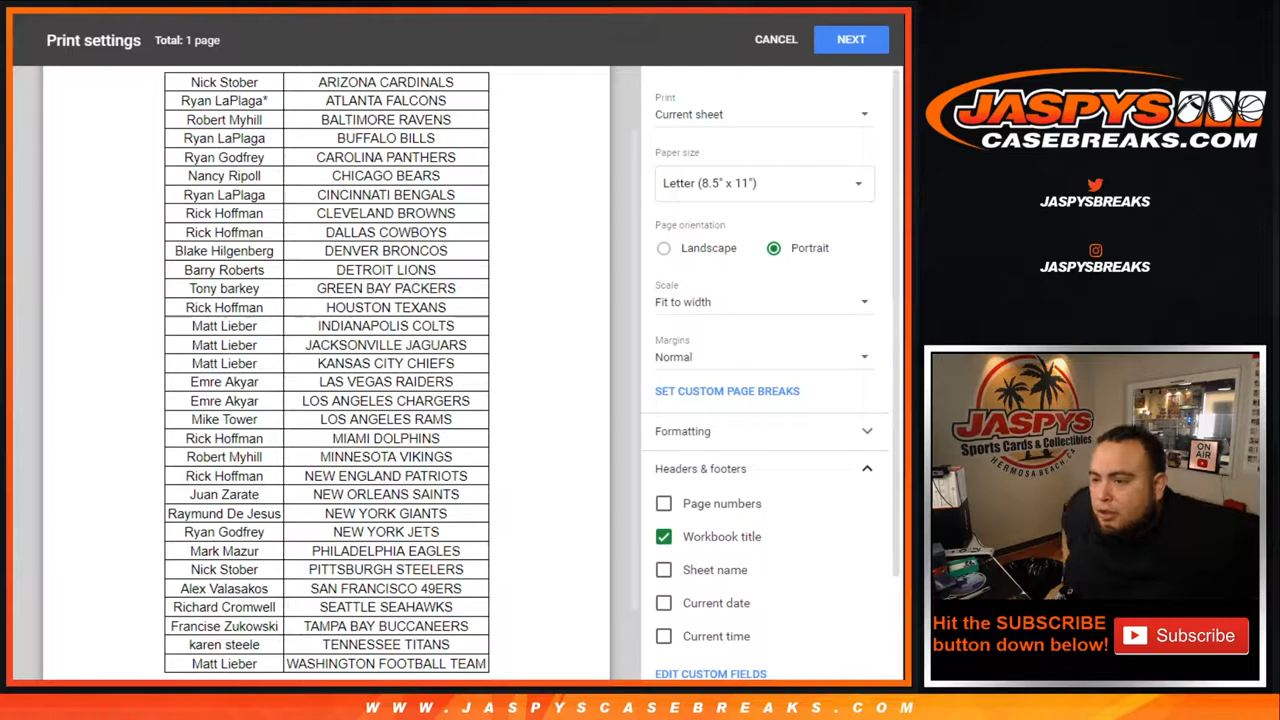 Print settings Total: 1 page
CANCEL NEXT
Nick Stober ARIZONA CARDINALS
Ryan LaPlaga* ATLANTA FALCONS
Robert Myhill BALTIMORE RAVENS
Ryan LaPlaga BUFFALO BILLS
Ryan Godfrey CAROLINA PANTHERS
Nancy Ripoll CHICAGO BEARS
Ryan LaPlaga CINCINNATI BENGALS
Rick Hoffman CLEVELAND BROWNS
Rick Hoffman DALLAS COWBOYS
Blake Hilgenberg DENVER BRONCOS
Barry Roberts DETROIT LIONS
Tony barkey GREEN BAY PACKERS
Rick Hoffman HOUSTON TEXANS
Matt Lieber INDIANAPOLIS COLTS
Matt Lieber JACKSONVILLE JAGUARS
Matt Lieber KANSAS CITY CHIEFS
Emre Akyar LAS VEGAS RAIDERS
Emre Akyar LOS ANGELES CHARGERS
Mike Tower LOS ANGELES RAMS
Rick Hoffman MIAMI DOLPHINS
Robert Myhill MINNESOTA VIKINGS
Rick Hoffman NEW ENGLAND PATRIOTS
Juan Zarate NEW ORLEANS SAINTS
Raymund De Jesus NEW YORK GIANTS
Ryan Godfrey NEW YORK JETS
Mark Mazur PHILADELPHIA EAGLES
Nick Stober PITTSBURGH STEELERS
Alex Valasakos SAN FRANCISCO 49ERS
Richard Cromwell SEATTLE SEAHAWKS
Francise Zukowski TAMPA BAY BUCCANEERS
karen steele TENNESSEE TITANS
Matt Lieber WASHINGTON FOOTBALL TEAM
Print
Current sheet
Paper size
Letter (8.5" x 11")
Page orientation
Landscape Portrait
Scale
Fit to width
Margins
Normal
SET CUSTOM PAGE BREAKS
Formatting
Headers & footers
Page numbers
Workbook title
Sheet name
Current date
Current time
EDIT CUSTOM FIELDS
JASPYS
CASEBREAKS.COM
JASPYSBREAKS
JASPYSBREAKS
JASPYS
Sports Cards & Collectibles
HERMOSA BEACH, CA
ON
AIR
Hit the SUBSCRIBE
button down below!
Subscribe
WWW.JASPYSCASEBREAKS.COM